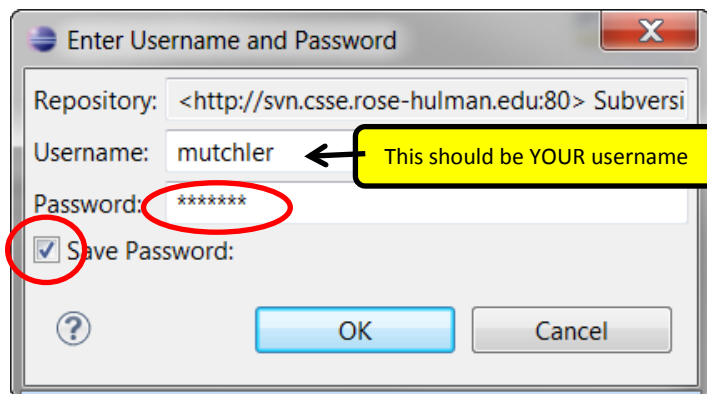 Enter Username and Password
X
Repository: <http://svn.csse.rose-hulman.edu:80> Subversi
Username: mutchler This should be YOUR username
Password: *******
Save Password:
?
OK Cancel